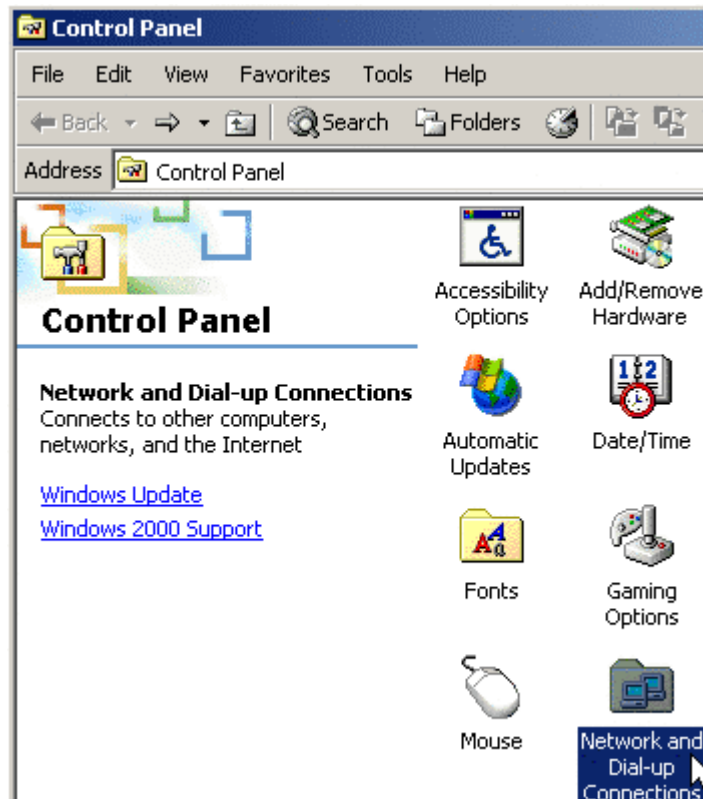 Control Panel
File Edit View Favorites Tools Help
Back Search Folders
Address Control Panel
Control Panel
Network and Dial-up Connections
Connects to other computers,
networks, and the Internet
Windows Update
Windows 2000 Support
Accessibility
Options
Add/Remove
Hardware
Automatic
Updates
Date/Time
Fonts
Gaming
Options
Mouse
Network and
Dial-up
Connections